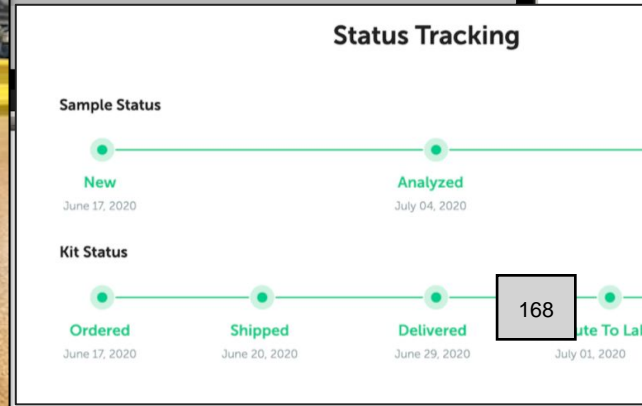 Status Tracking
Sample Status
New
Analyzed
June 17, 2020
July 04, 2020
Kit Status
168
Ordered
Shipped
Delivered
To
June 17, 2020
June 20, 2020
June 29, 2020
July 01, 2020